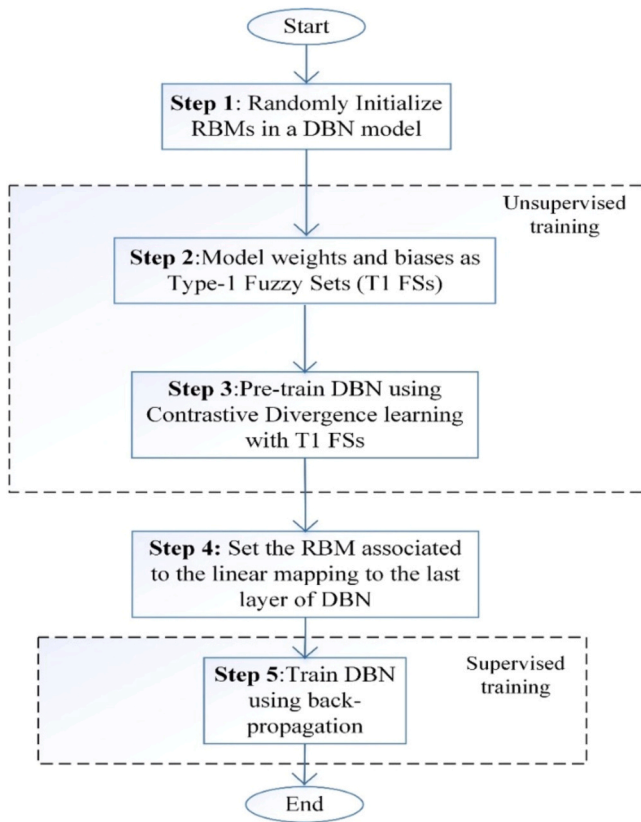 Start
Step 1: Randomly Initialize
RBMs in a DBN model
Unsupervised
training
Step 2:Model weights and biases as
Type-1 Fuzzy Sets (T1 FSs)
Step 3:Pre-train DBN using
Contrastive Divergence learning
with T1 FSs
Step 4: Set the RBM associated
to the linear mapping to the last
layer of DBN
Supervised
training
Step 5:Train DBN
using back-
propagation
End